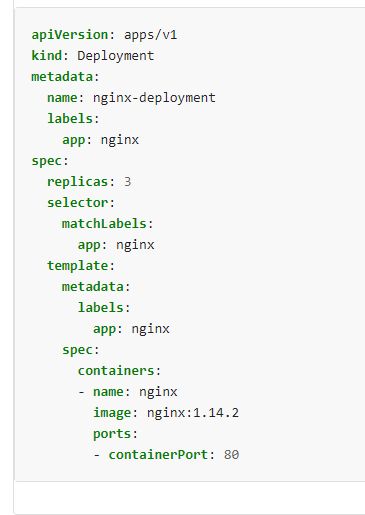 apiVersion: apps/v1
kind: Deployment
metadata:
  name: nginx-deployment
  labels:
    app: nginx
spec:
  replicas: 3
  selector:
    matchLabels:
      app: nginx
  template:
    metadata:
      labels:
        app: nginx
    spec:
      containers:
      - name: nginx
        image: nginx:1.14.2
        ports:
        - containerPort: 80